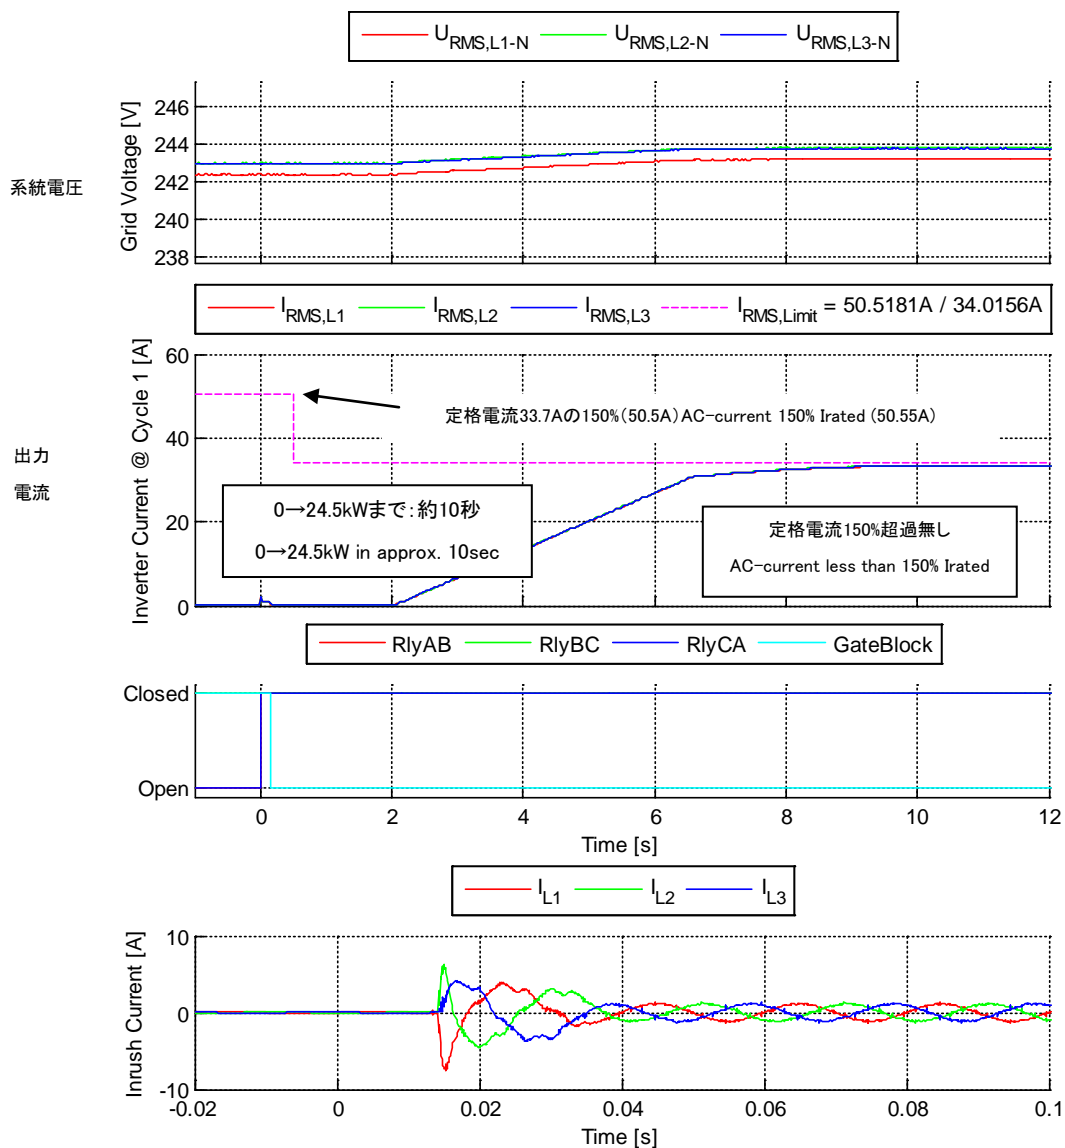 U_RMS,L1-N U_RMS,L2-N U_RMS,L3-N
246
244
242
240
238
Grid Voltage [V]
系統電圧
I_RMS,L1 I_RMS,L2 I_RMS,L3 I_RMS,Limit = 50.5181A / 34.0156A
60
40
20
0
Inverter Current @ Cycle 1 [A]
出力
電流
定格電流33.7Aの150%(50.5A)AC-current 150% Irated (50.55A)
0→24.5kWまで:約10秒
0→24.5kW in approx. 10sec
定格電流150%超過無し
AC-current less than 150% Irated
RlyAB RlyBC RlyCA GateBlock
Closed
Open
0 2 4 6 8 10 12
Time [s]
I_L1 I_L2 I_L3
10
0
-10
Inrush Current [A]
-0.02 0 0.02 0.04 0.06 0.08 0.1
Time [s]